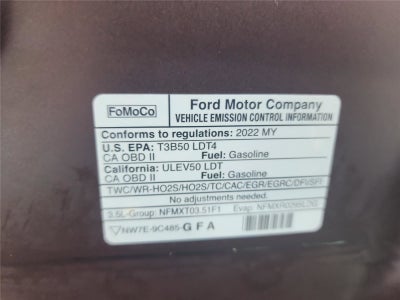 FoMoCo
Ford Motor Company
VEHICLE EMISSION CONTROL INFORMATION
Conforms to regulations: 2022 MY
U.S. EPA: T3B50 LDT4
CA OBD II Fuel: Gasoline
California: ULEV50 LDT
CA OBD II Fuel: Gasoline
TWC/WR-HO2S/HO2S/TC/CAC/EGR/EGRC/DFI/SFI
No adjustments needed.
3.5L-Group: NFMXT03.51F1 Evap:
NW7E-9C485-GFA